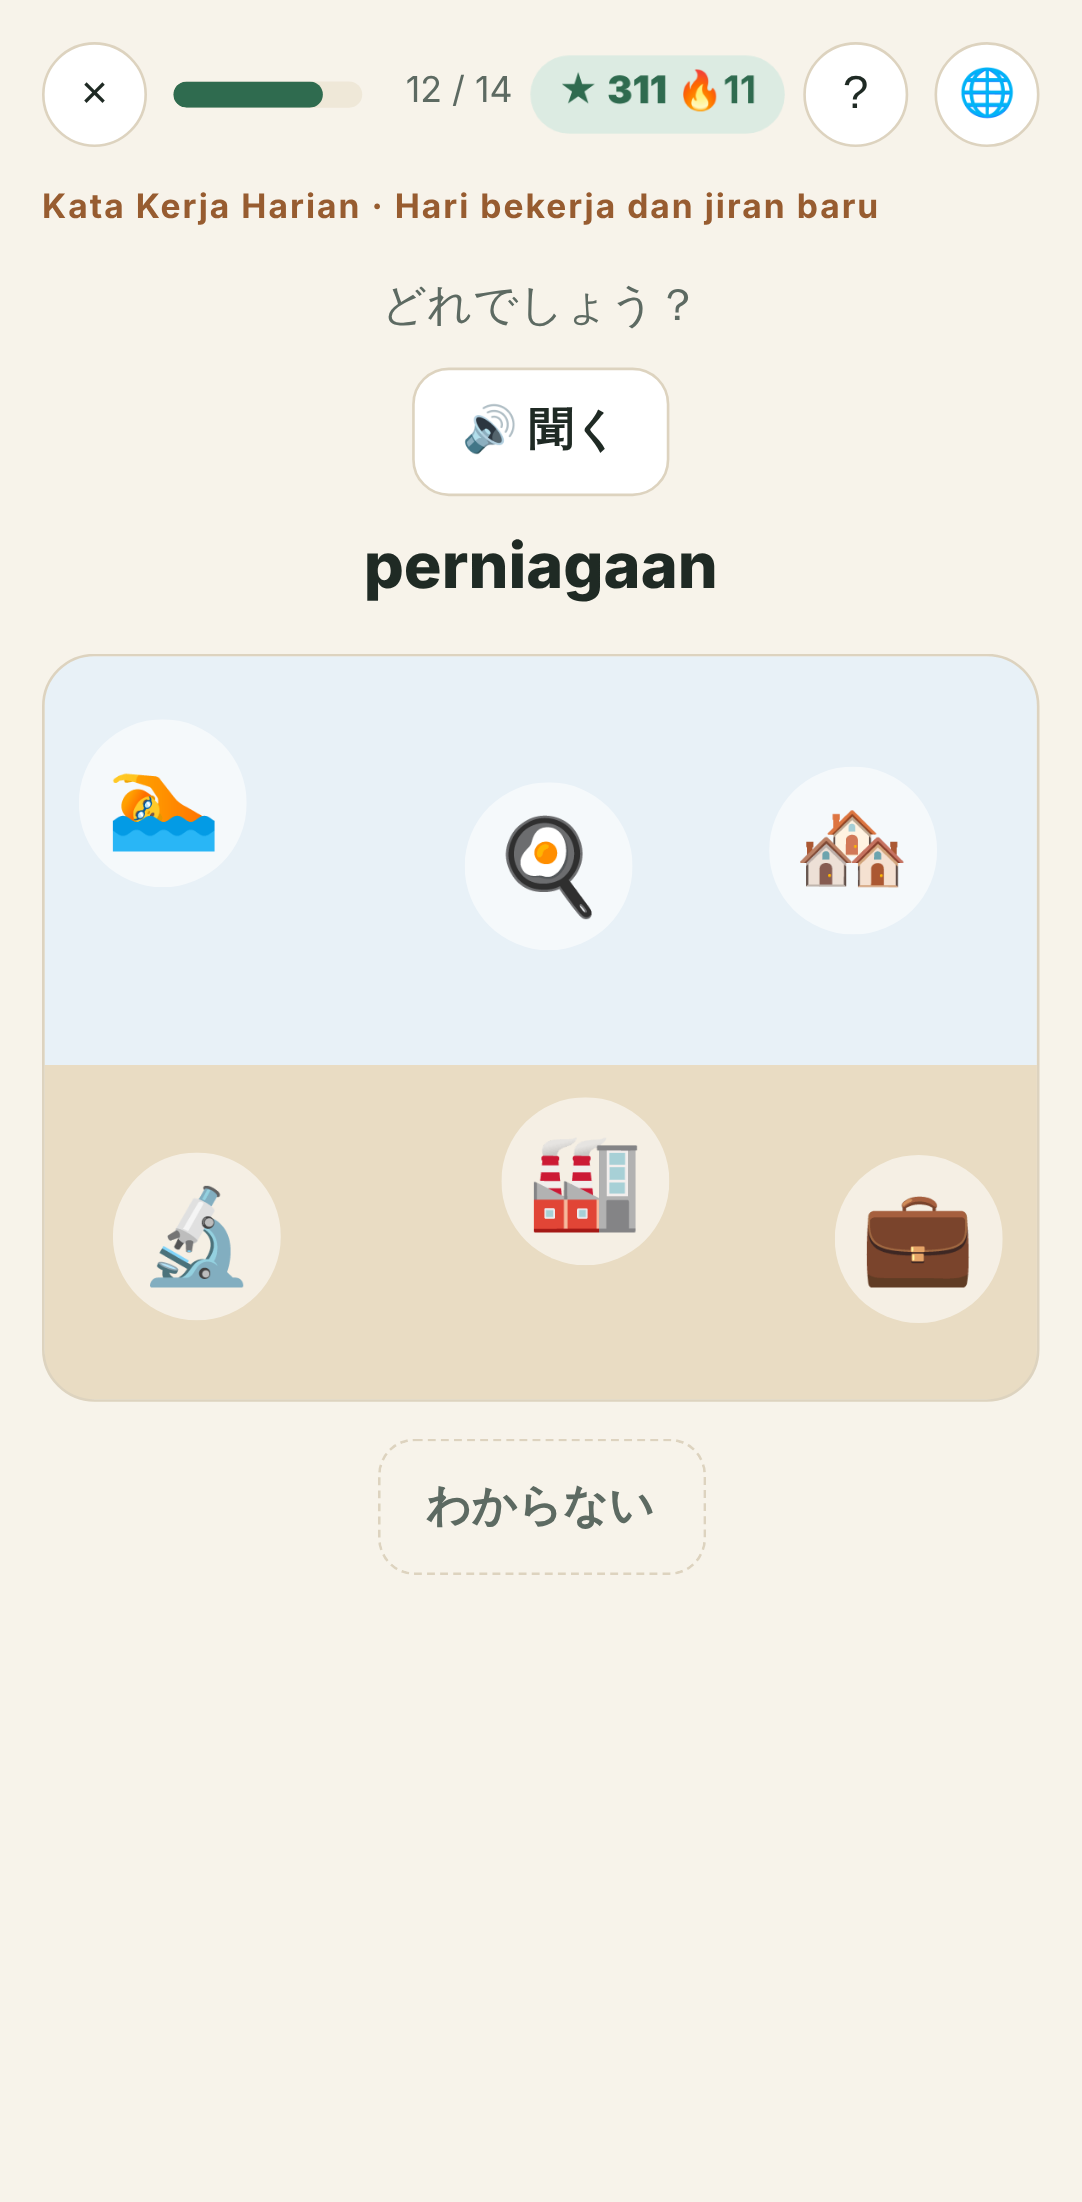 × 12 / 14 ★ 311 🔥11 ? 🌐
Kata Kerja Harian · Hari bekerja dan jiran baru
どれでしょう？
🔊 聞く
perniagaan
わからない